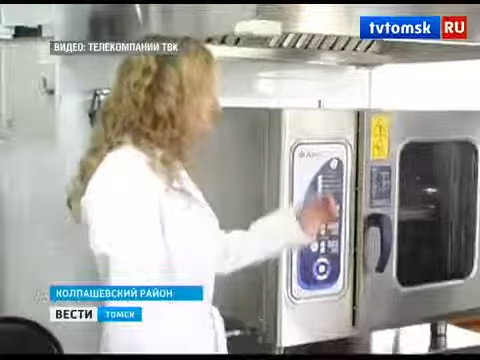 ВИДЕО: ТЕЛЕКОМПАНИИ ТВК
tvtomsk RU
КОЛПАШЕВСКИЙ РАЙОН
ВЕСТИ ТОМСК